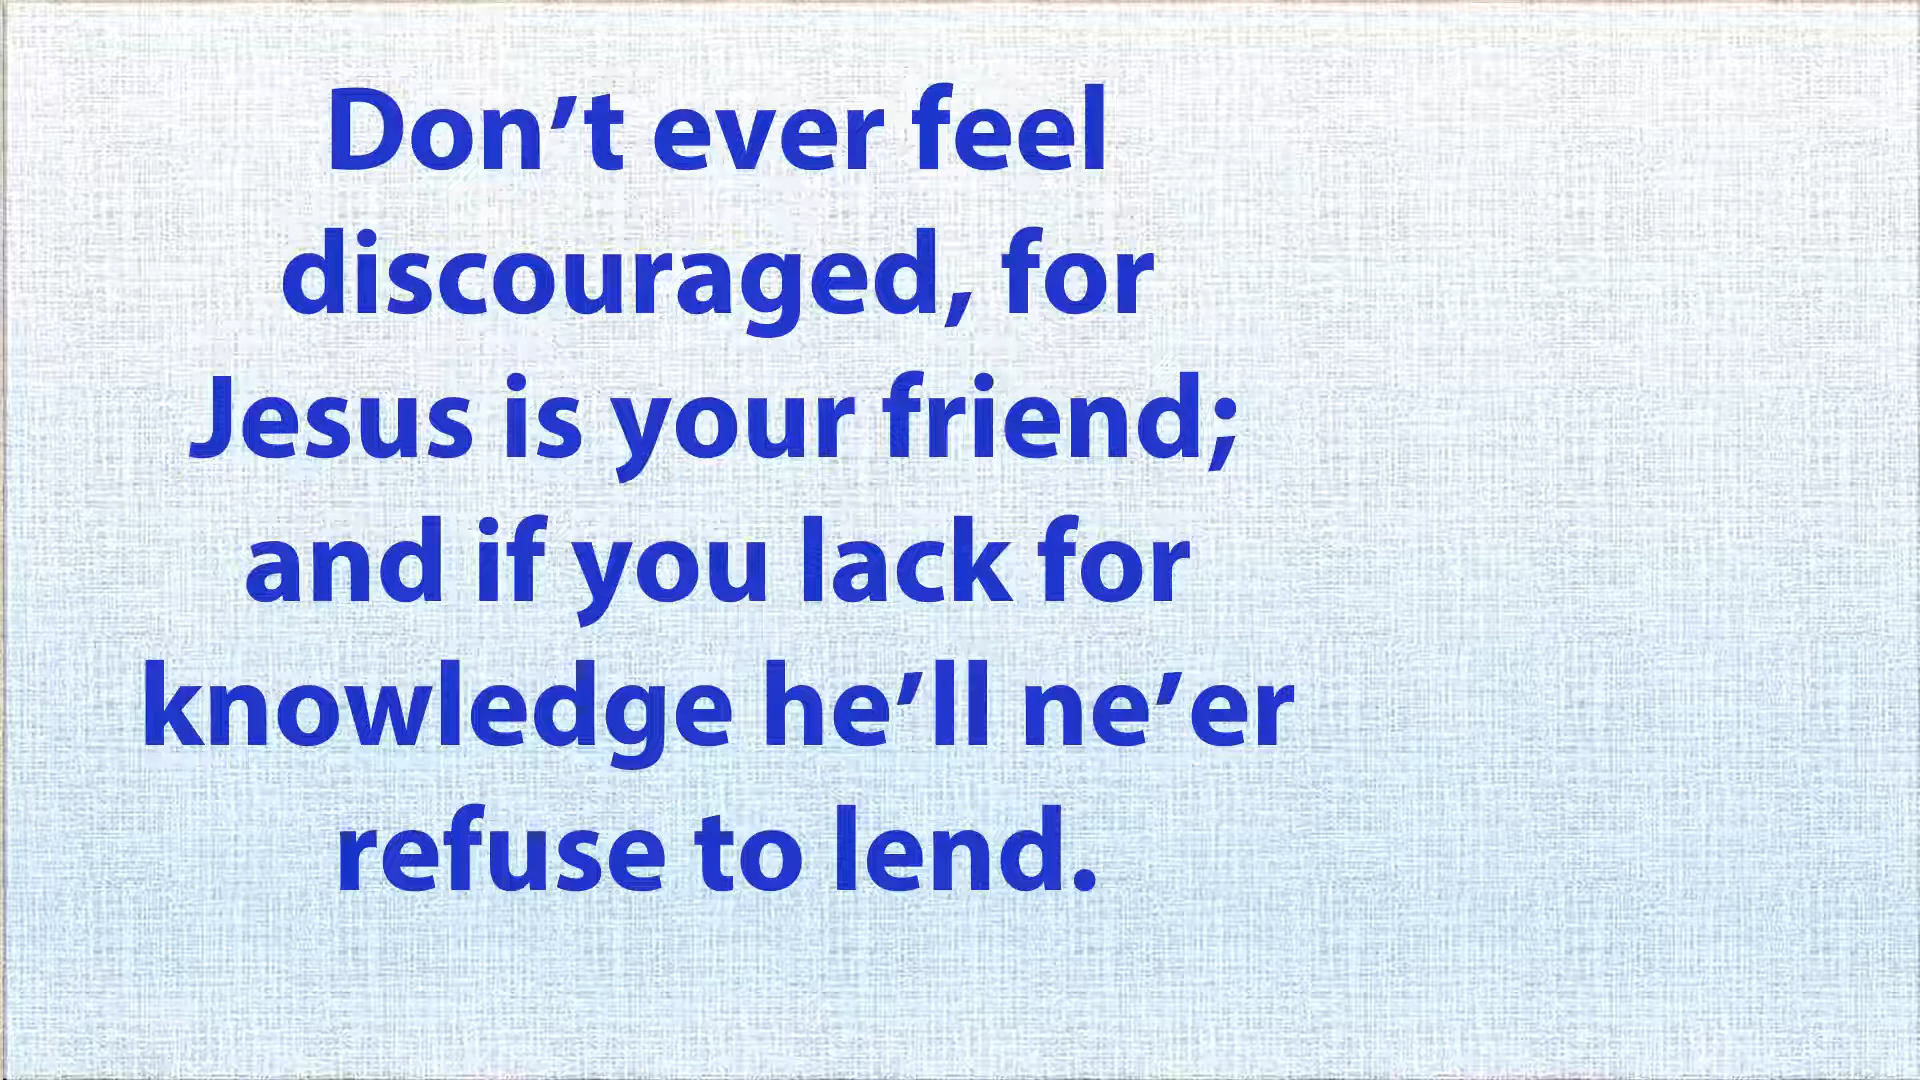 Don’t ever feel
discouraged, for
Jesus is your friend;
and if you lack for
knowledge he’ll ne’er
refuse to lend.